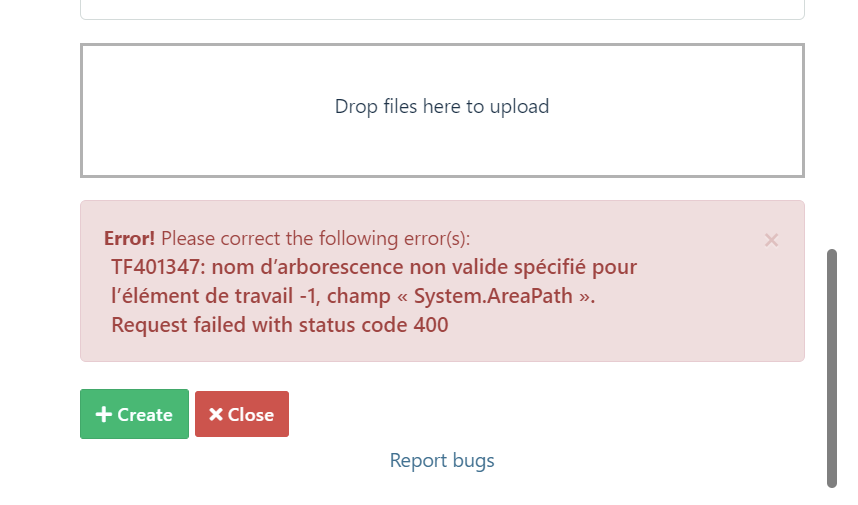 Drop files here to upload
Error! Please correct the following error(s):
TF401347: nom d’arborescence non valide spécifié pour
l’élément de travail -1, champ « System.AreaPath ».
Request failed with status code 400
Create
Close
Report bugs